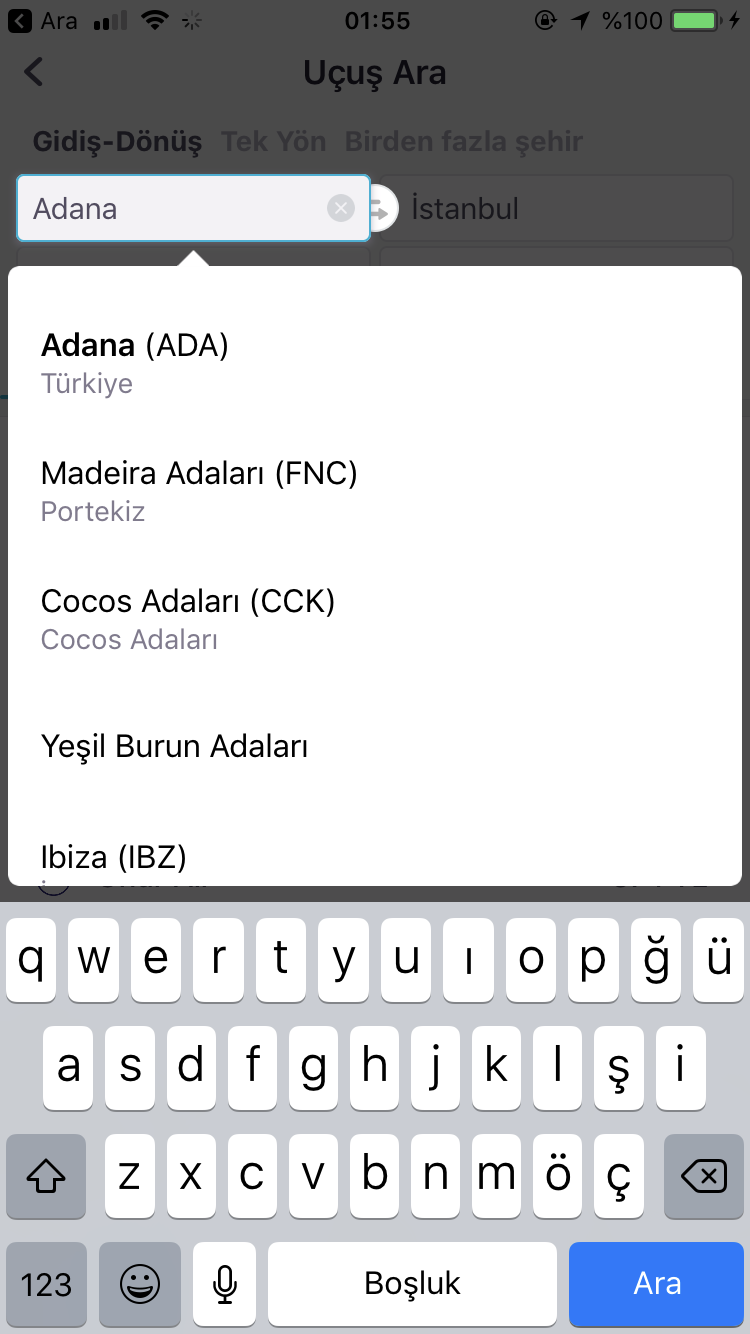 Ara 01:55 %100
Uçuş Ara
Gidiş-Dönüş Tek Yön Birden fazla şehir
Adana İstanbul
Adana (ADA)
Türkiye
Madeira Adaları (FNC)
Portekiz
Cocos Adaları (CCK)
Cocos Adaları
Yeşil Burun Adaları
Ibiza (IBZ)
q w e r t y u ı o p ğ ü
a s d f g h j k l ş i
z x c v b n m ö ç
123 Boşluk Ara